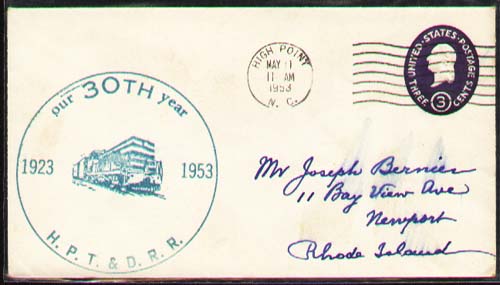 our 30TH year
1923 1953
H. P. T. & D. R. R.
HIGH POINT
MAY 11
11 AM
1953
N. C.
UNITED·STATES·POSTAGE
THREE 3 CENTS
Mr Joseph Bernier
11 Bay View Ave
Newport
Rhode Island